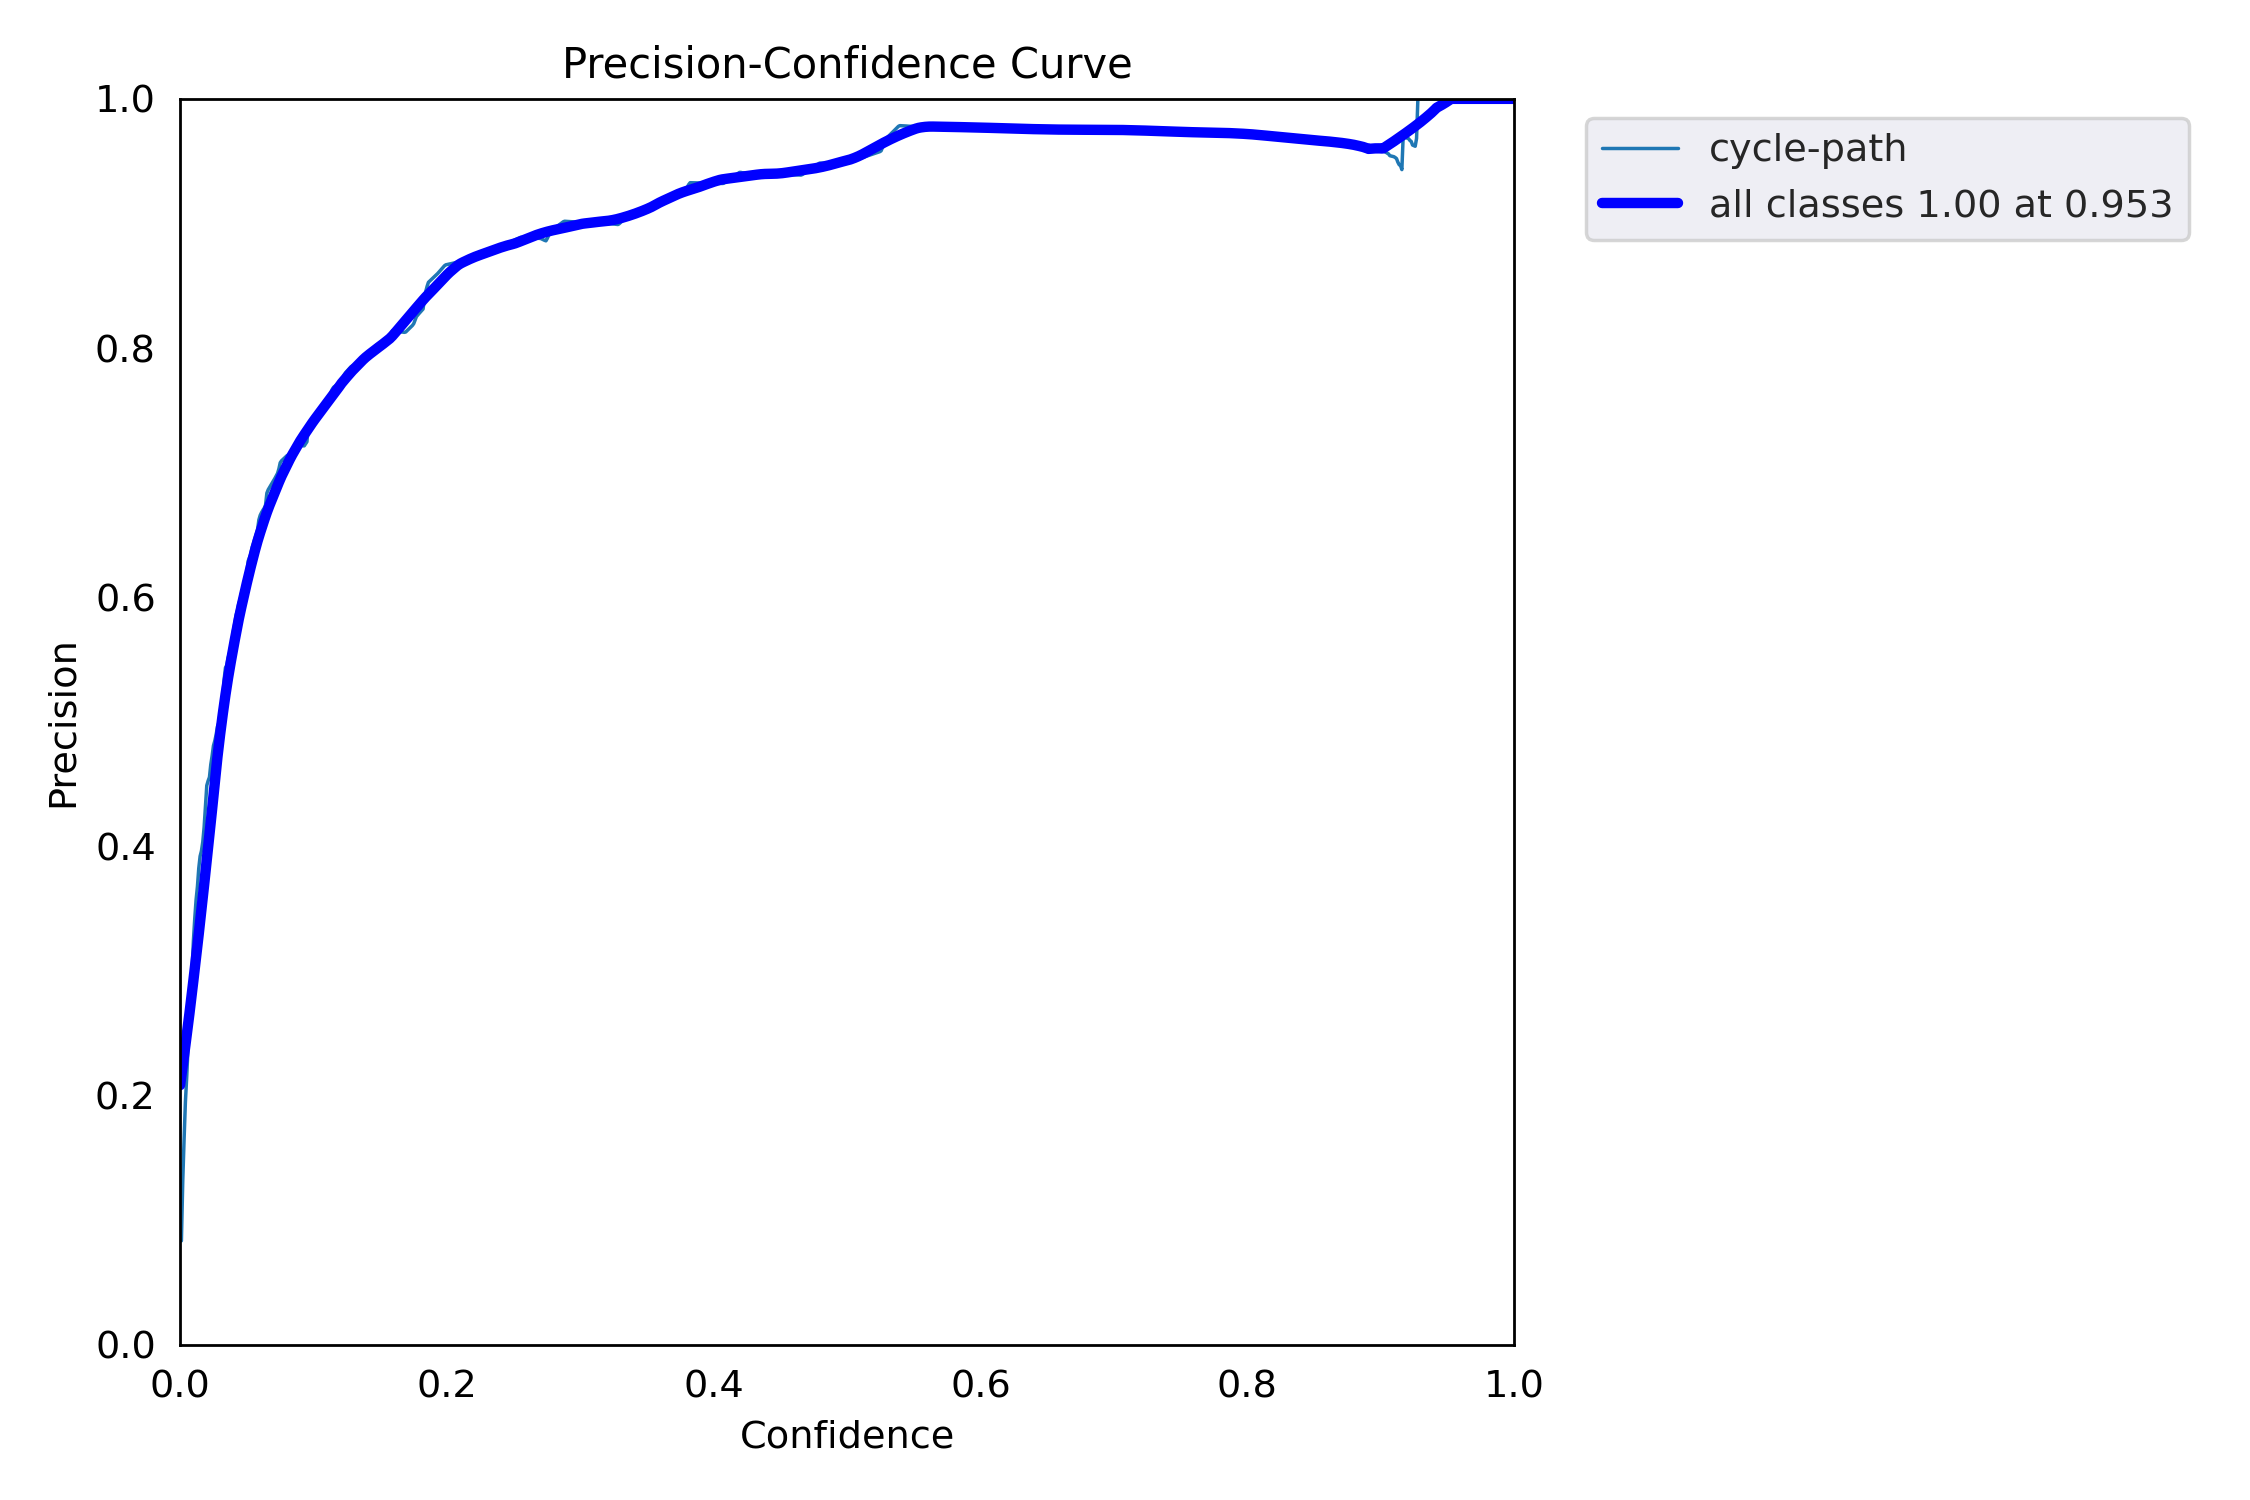 Precision-Confidence Curve
1.0
0.8
0.6
0.4
0.2
0.0
Precision
0.0 0.2 0.4 0.6 0.8 1.0
Confidence
cycle-path
all classes 1.00 at 0.953